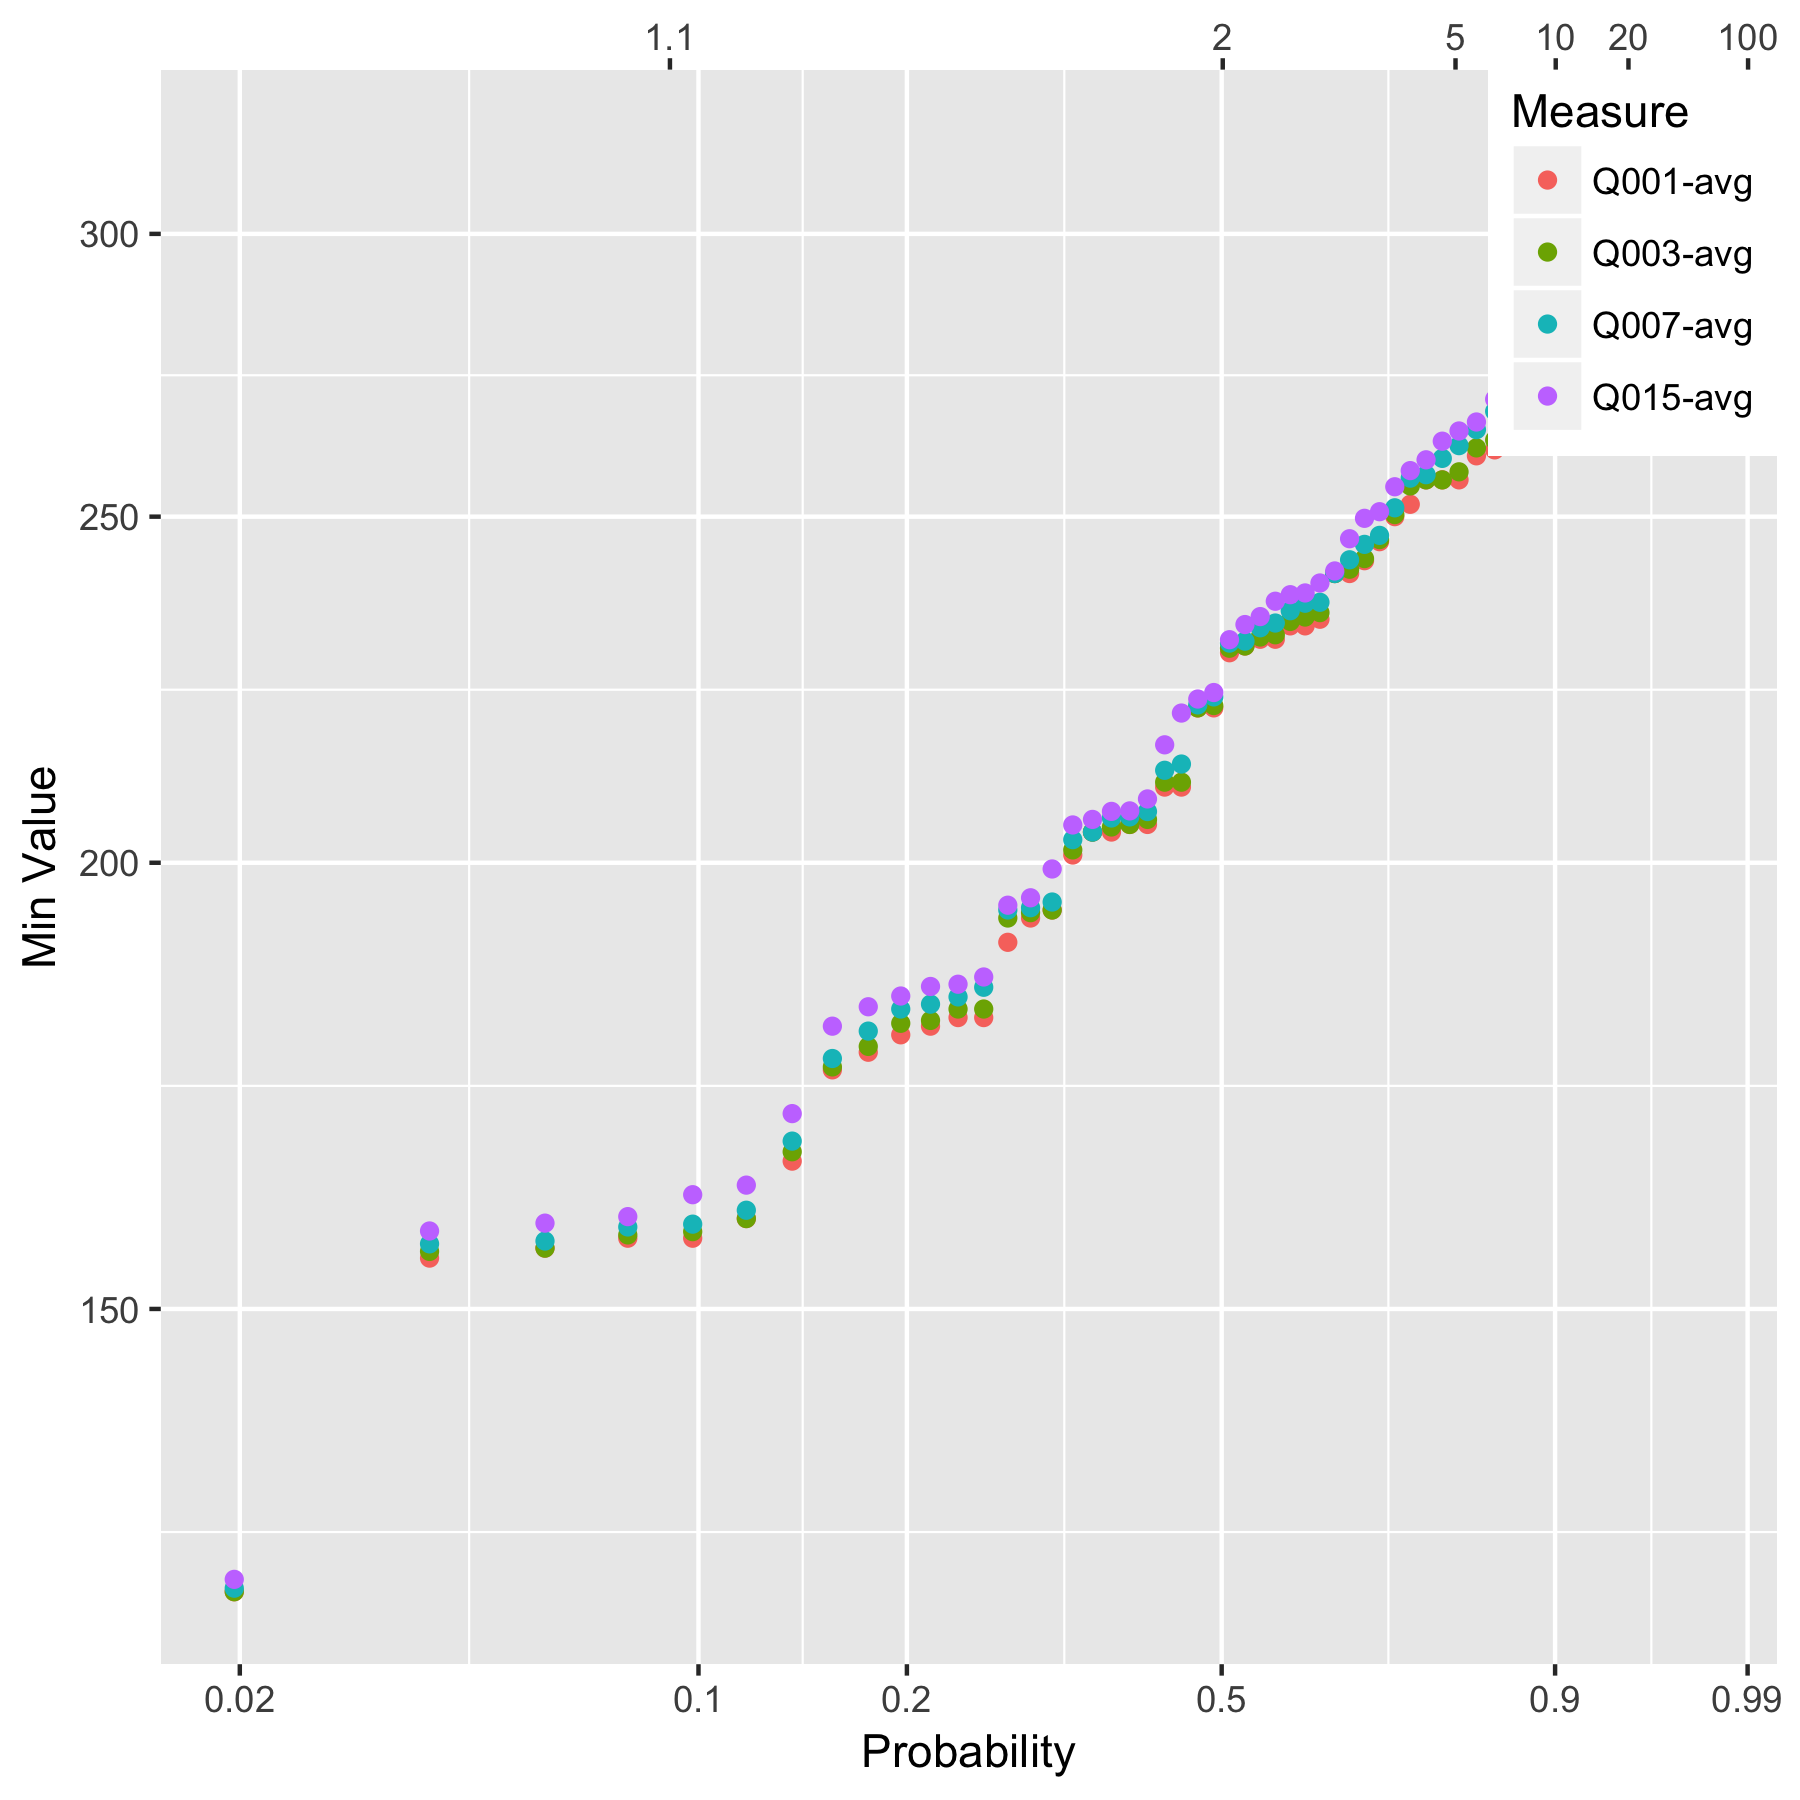 1.1 2 5 10 20 100
Measure
Q001-avg
Q003-avg
Q007-avg
Q015-avg
300
250
200
150
Min Value
0.02 0.1 0.2 0.5 0.9 0.99
Probability